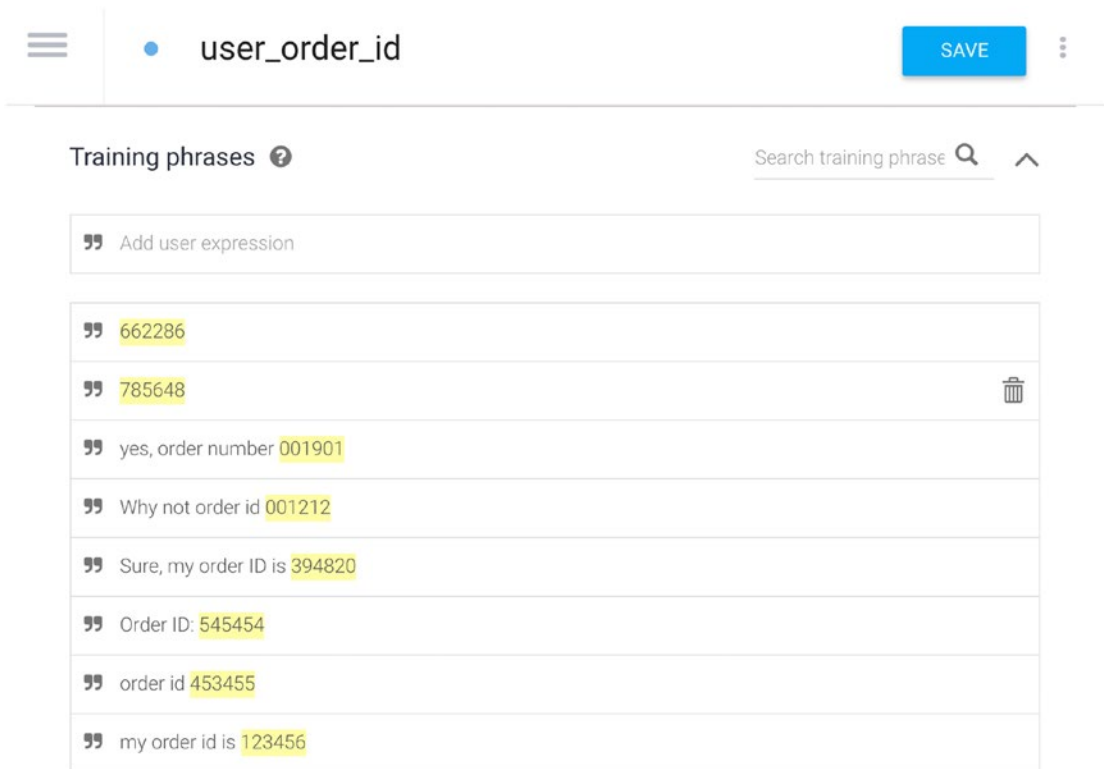 user_order_id
SAVE
Training phrases
Search training phrase
Add user expression
662286
785648
yes, order number 001901
Why not order id 001212
Sure, my order ID is 394820
Order ID: 545454
order id 453455
my order id is 123456